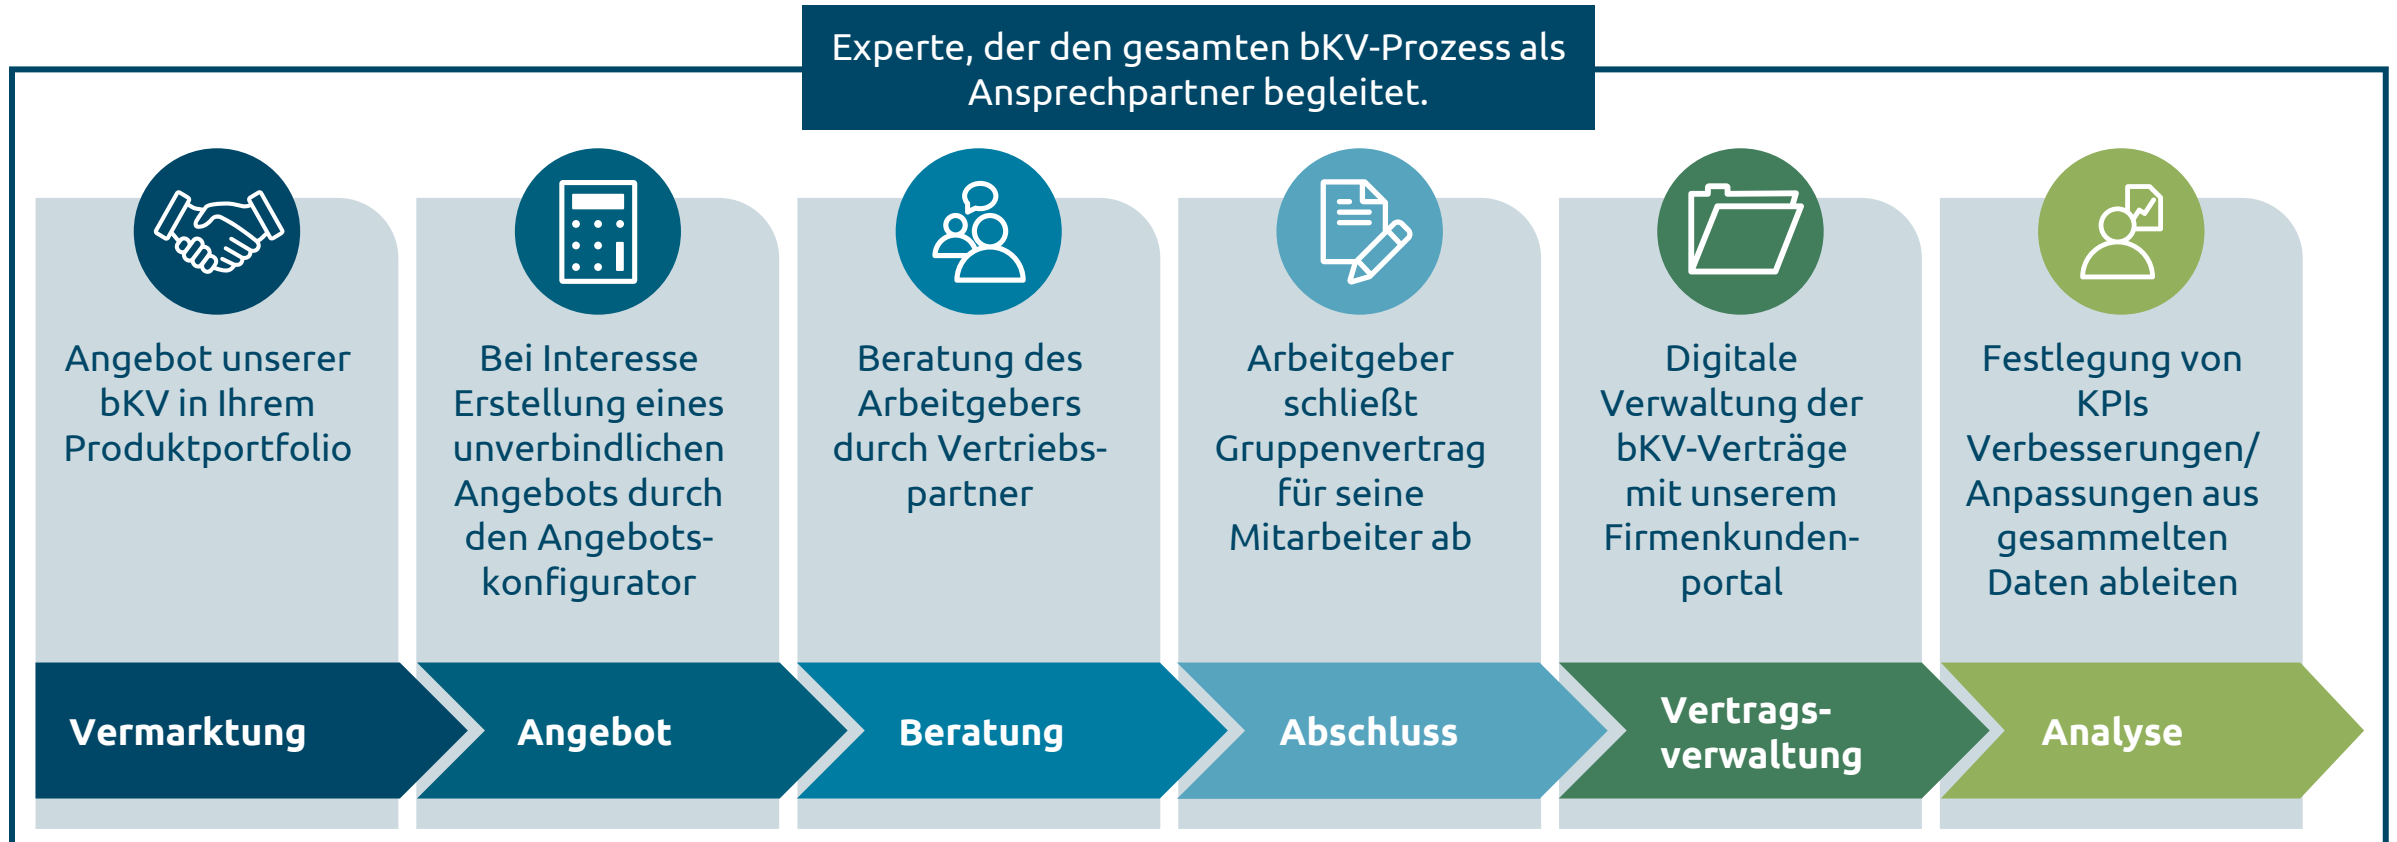 Experte, der den gesamten bKV-Prozess als
Ansprechpartner begleitet.
Angebot unserer
bKV in Ihrem
Produktportfolio
Bei Interesse
Erstellung eines
unverbindlichen
Angebots durch
den Angebots-
konfigurator
Beratung des
Arbeitgebers
durch Vertriebs-
partner
Arbeitgeber
schließt
Gruppenvertrag
für seine
Mitarbeiter ab
Digitale
Verwaltung der
bKV-Verträge
mit unserem
Firmenkunden-
portal
Festlegung von
KPIs
Verbesserungen/
Anpassungen aus
gesammelten
Daten ableiten
Vermarktung
Angebot
Beratung
Abschluss
Vertrags-
verwaltung
Analyse